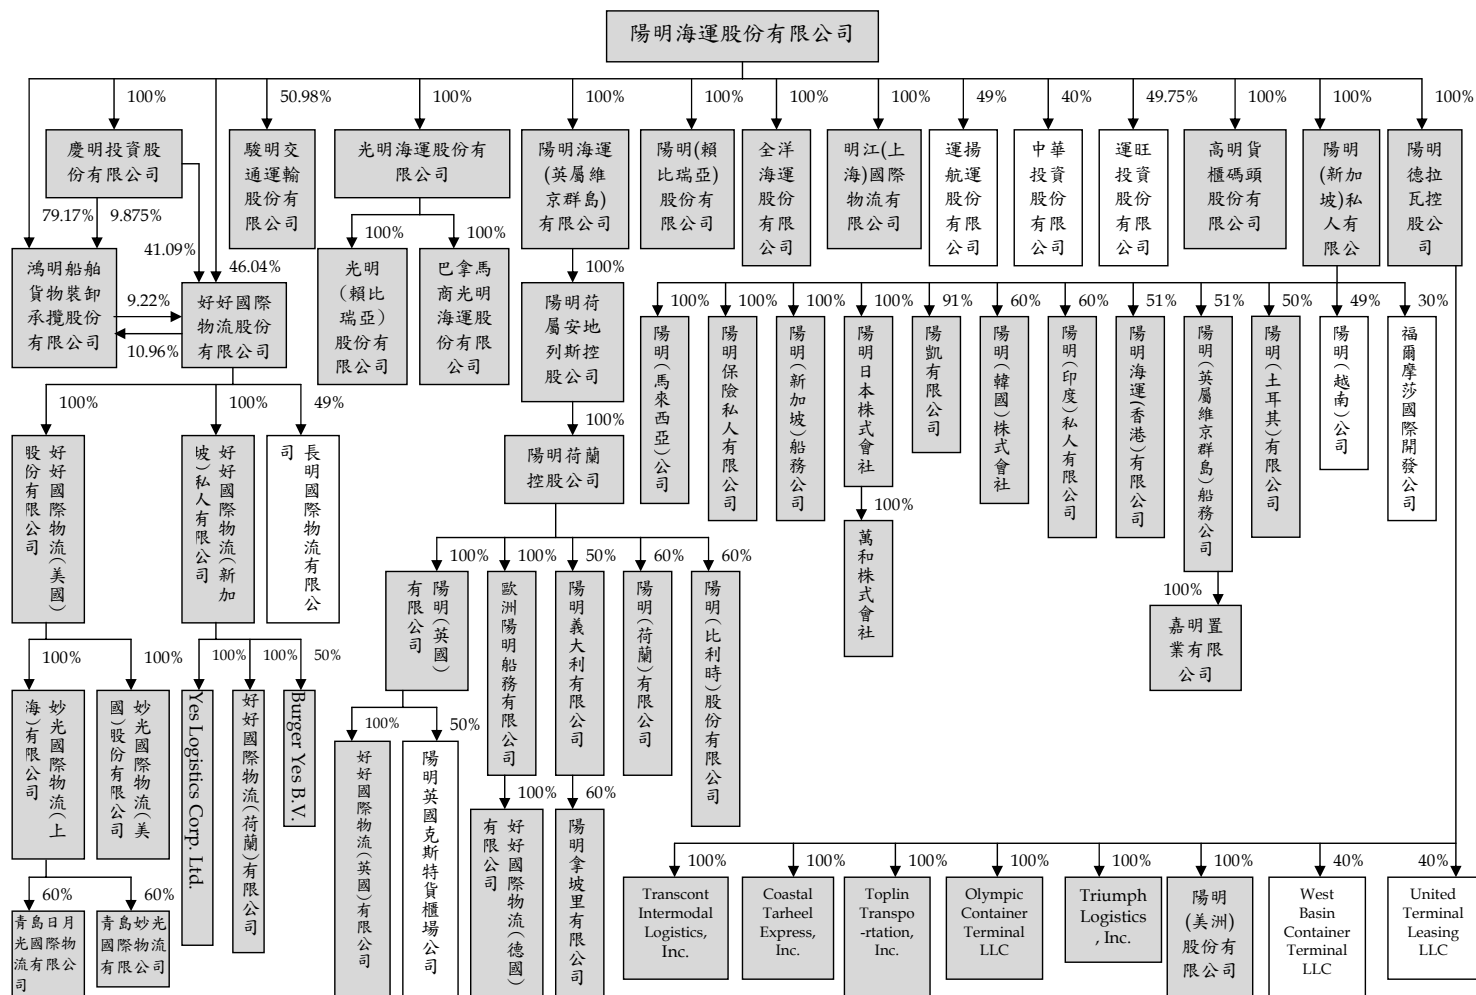 陽明海運股份有限公司
100%
50.98%
100%
100%
100%
100%
100%
49%
40%
49.75%
100%
100%
100%
慶明投資股
份有限公司
駿明交
通運輸
股份有
限公司
光明海運股份有
限公司
陽明海運
(英屬維
京群島)
有限公司
陽明(賴
比瑞亞)
股份有
限公司
全洋
海運
股份
有限
公司
明江(上
海)國際
物流有
限公司
運揚
航運
股份
有限
公司
中華
投資
股份
有限
公司
運旺
投資
股份
有限
公司
高明貨
櫃碼頭
股份有
限公司
陽明
(新加
坡)私
人有
限公
陽明
德拉
瓦控
股公
司
79.17%
9.875%
41.09%
46.04%
鴻明船舶
貨物裝卸
承攬股份
有限公司
9.22%
10.96%
好好國際
物流股份
有限公司
100%
100%
光明
(賴比
瑞亞)
股份有
限公司
巴拿馬
商光明
海運股
份有限
公司
100%
陽明荷
屬安地
列斯控
股公司
100%
陽明荷蘭
控股公司
100%
100%
100%
100%
91%
60%
60%
51%
51%
50%
49%
30%
陽明(馬來西亞)公司
陽明保險私人有限公司
陽明(新加坡)船務公司
陽明日本株式會社
陽凱有限公司
陽明(韓國)株式會社
陽明(印度)私人有限公司
陽明海運(香港)有限公司
陽明(英屬維京群島)船務公司
陽明(土耳其)有限公司
陽明(越南)公司
福爾摩莎國際開發公司
100%
萬和株式會社
100%
嘉明置
業有限
公司
100%
100%
49%
好好國際物流(美國)
股份有限公司
好好國際物流(新加
坡)私人有限公司
長明國際物流有限公
司
100%
100%
50%
60%
60%
陽明(英國)
有限公司
歐洲陽明船務有限公司
陽明義大利有限公司
陽明(荷蘭)有限公司
陽明(比利時)股份有限公司
100%
100%
100%
100%
50%
妙光國際物流(上
海)有限公司
妙光國際物流(美
國)股份有限公司
Yes Logistics Corp. Ltd.
好好國際物流(荷蘭)有限公司
Burger Yes B.V.
100%
50%
100%
60%
好好國際物流(英國)有限公司
陽明英國克斯特貨櫃場公司
好好國際物流(德國)
有限公司
陽明拿坡里有限公司
60%
60%
青島日月
光國際物
流有限公
司
青島妙光
國際物流
有限公司
100%
100%
100%
100%
100%
100%
40%
40%
Transcont
Intermodal
Logistics,
Inc.
Coastal
Tarheel
Express,
Inc.
Toplin
Transpo
-rtation,
Inc.
Olympic
Container
Terminal
LLC
Triumph
Logistics
, Inc.
陽明
(美洲)
股份有
限公司
West
Basin
Container
Terminal
LLC
United
Terminal
Leasing
LLC